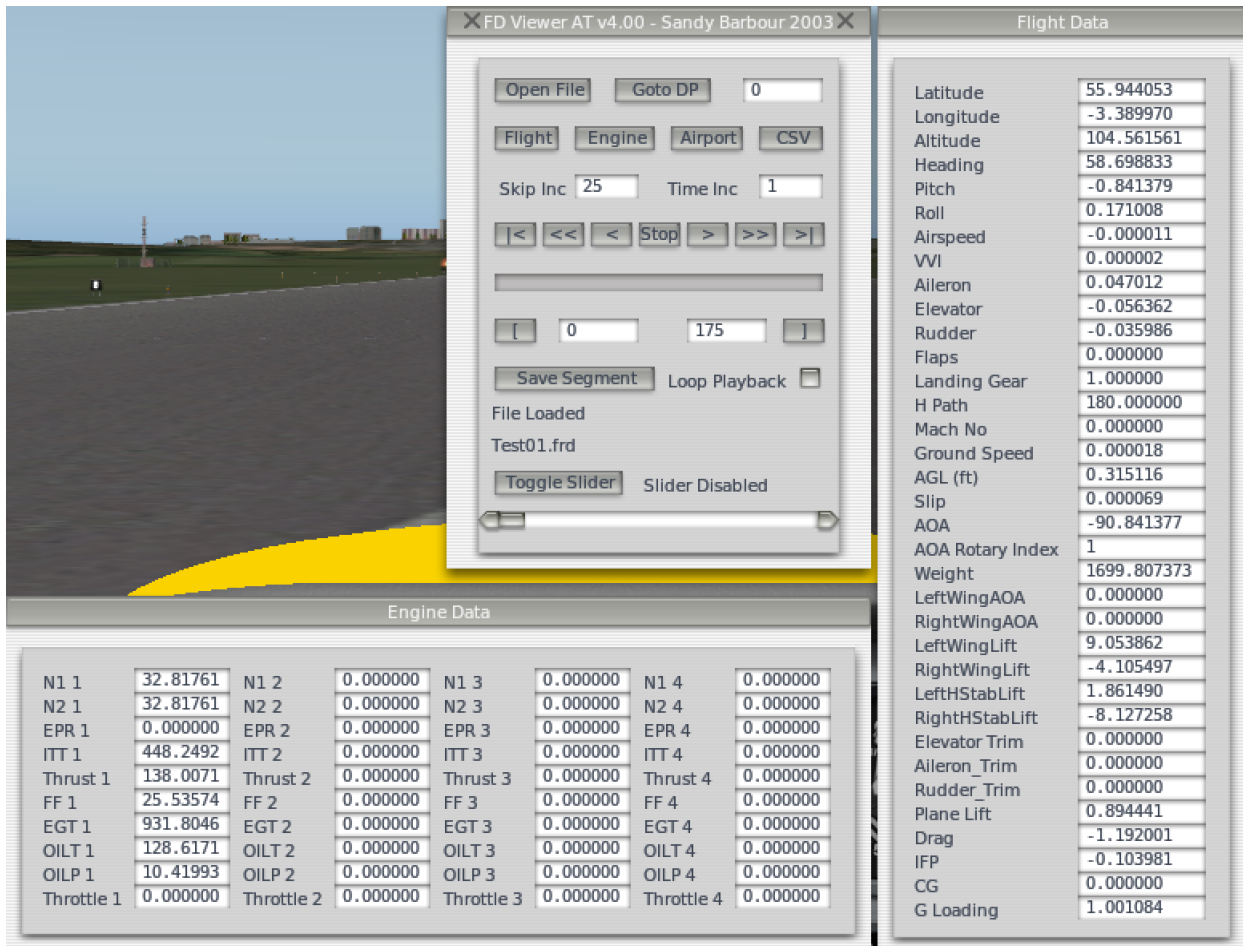 FD Viewer AT v4.00 - Sandy Barbour 2003
Open File Goto DP 0
Flight Engine Airport CSV
Skip Inc 25 Time Inc 1
|< << < Stop > >> >|
[ 0 175 ]
Save Segment Loop Playback
File Loaded
Test01.frd
Toggle Slider Slider Disabled
Flight Data
Latitude 55.944053
Longitude -3.389970
Altitude 104.561561
Heading 58.698833
Pitch -0.841379
Roll 0.171008
Airspeed -0.000011
VVI 0.000002
Aileron 0.047012
Elevator -0.056362
Rudder -0.035986
Flaps 0.000000
Landing Gear 1.000000
H Path 180.000000
Mach No 0.000000
Ground Speed 0.000018
AGL (ft) 0.315116
Slip 0.000069
AOA -90.841377
AOA Rotary Index 1
Weight 1699.807373
LeftWingAOA 0.000000
RightWingAOA 0.000000
LeftWingLift 9.053862
RightWingLift -4.105497
LeftHStabLift 1.861490
RightHStabLift -8.127258
Elevator Trim 0.000000
Aileron_Trim 0.000000
Rudder_Trim 0.000000
Plane Lift 0.894441
Drag -1.192001
IFP -0.103981
CG 0.000000
G Loading 1.001084
Engine Data
N1 1 32.81761 N1 2 0.000000 N1 3 0.000000 N1 4 0.000000
N2 1 32.81761 N2 2 0.000000 N2 3 0.000000 N2 4 0.000000
EPR 1 0.000000 EPR 2 0.000000 EPR 3 0.000000 EPR 4 0.000000
ITT 1 448.2492 ITT 2 0.000000 ITT 3 0.000000 ITT 4 0.000000
Thrust 1 138.0071 Thrust 2 0.000000 Thrust 3 0.000000 Thrust 4 0.000000
FF 1 25.53574 FF 2 0.000000 FF 3 0.000000 FF 4 0.000000
EGT 1 931.8046 EGT 2 0.000000 EGT 3 0.000000 EGT 4 0.000000
OILT 1 128.6171 OILT 2 0.000000 OILT 3 0.000000 OILT 4 0.000000
OILP 1 10.41993 OILP 2 0.000000 OILP 3 0.000000 OILP 4 0.000000
Throttle 1 0.000000 Throttle 2 0.000000 Throttle 3 0.000000 Throttle 4 0.000000